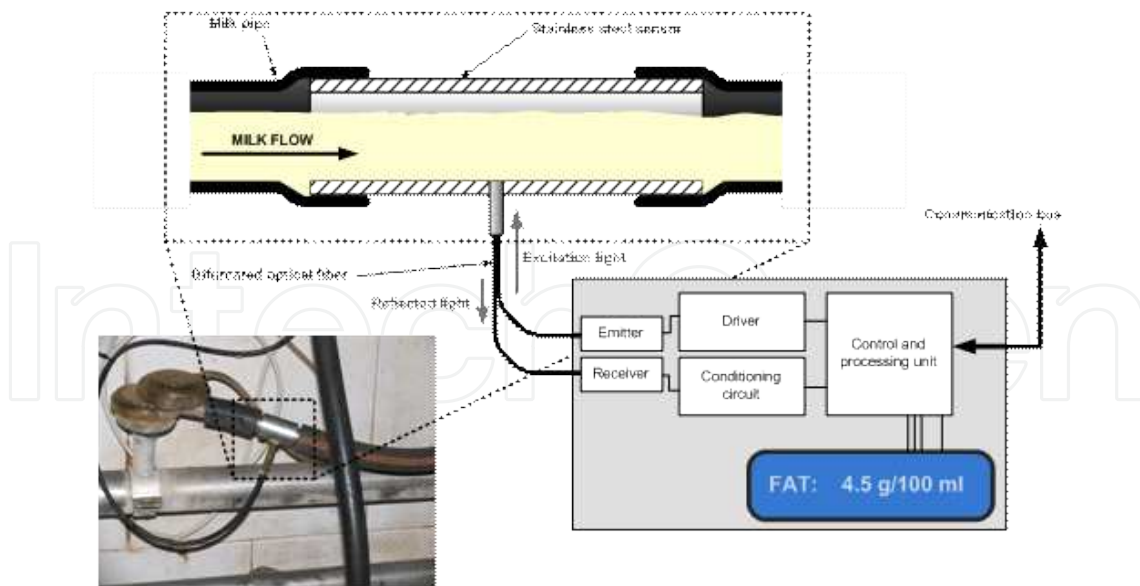 Milk pipe
Stainless steel sensor
MILK FLOW
Communication bus
Excitation light
Bifurcated optical fiber
Reflected light
Emitter
Driver
Control and
processing unit
Receiver
Conditioning
circuit
FAT: 4.5 g/100 ml